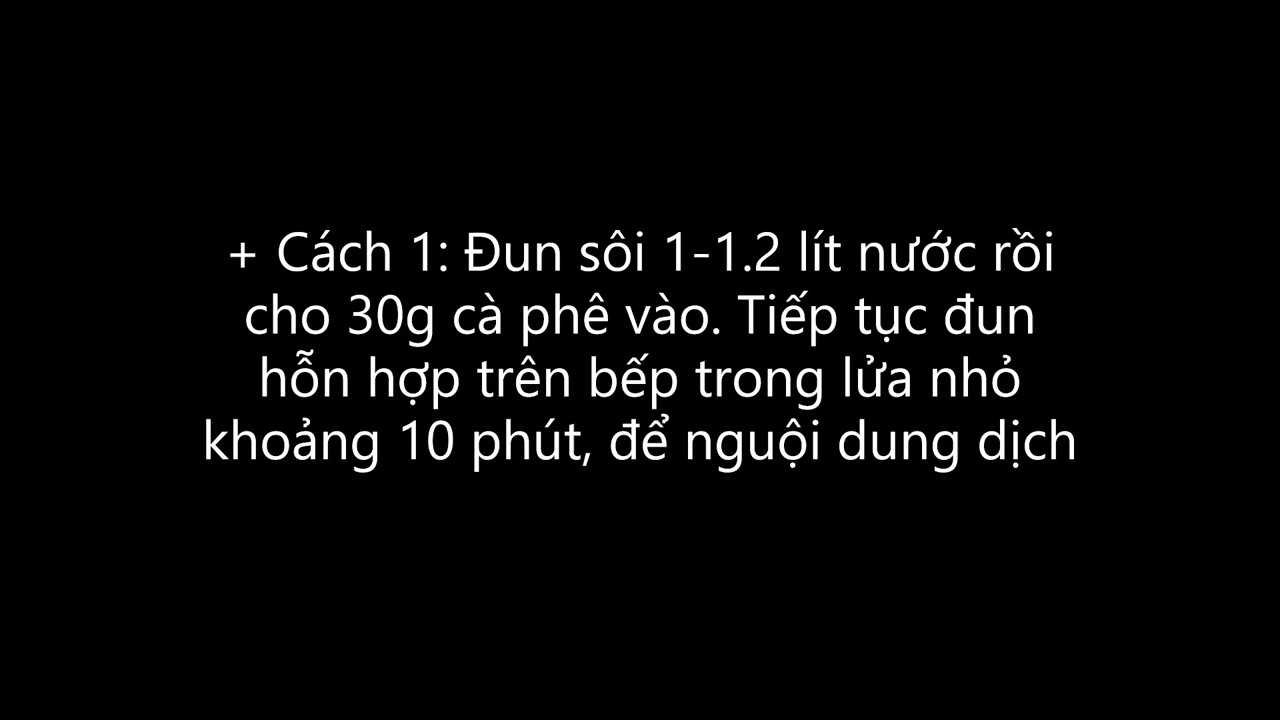 + Cách 1: Đun sôi 1-1.2 lít nước rồi
cho 30g cà phê vào. Tiếp tục đun
hỗn hợp trên bếp trong lửa nhỏ
khoảng 10 phút, để nguội dung dịch